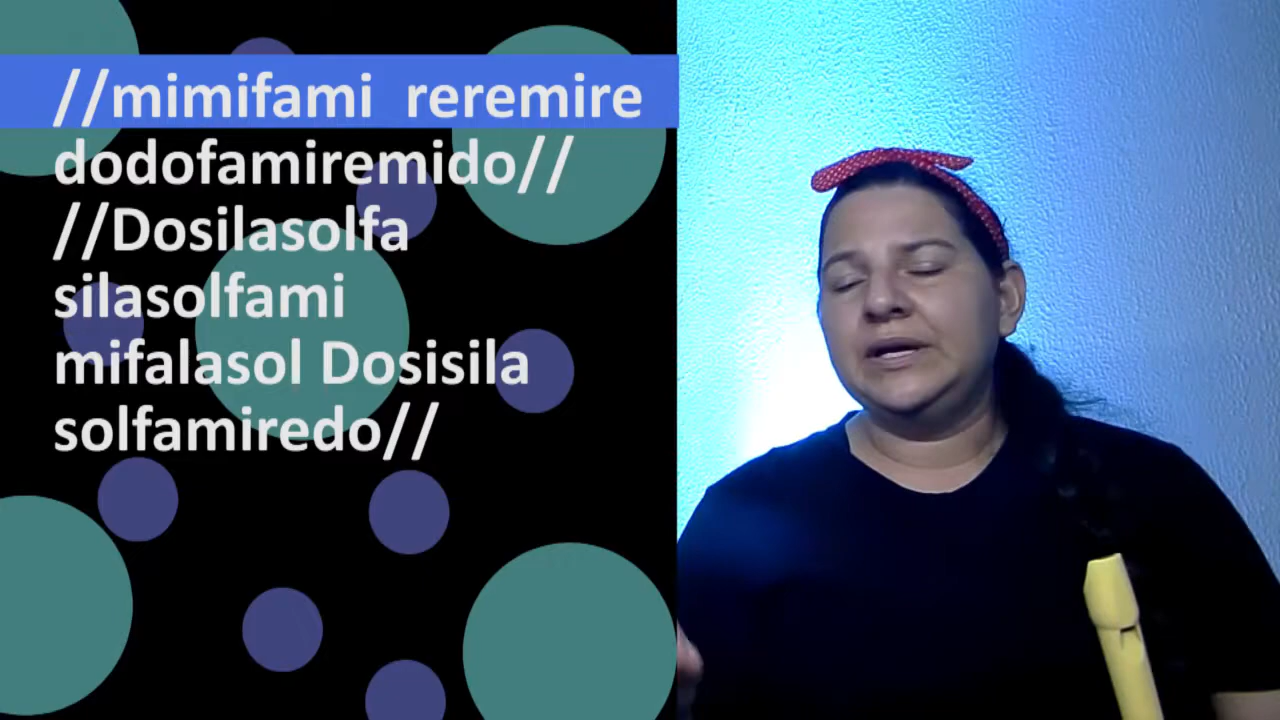 //mimifami reremire
dodofamiremido//
//Dosilasolfa
silasolfami
mifalasol Dosisila
solfamiredo//